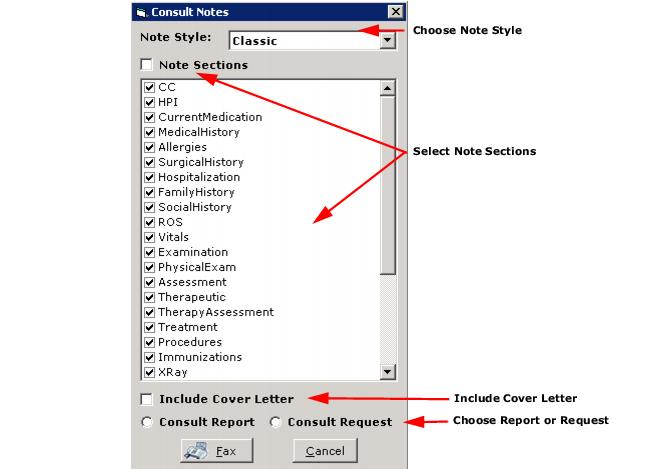 Consult Notes
Note Style: Classic
Choose Note Style
Note Sections
CC
HPI
CurrentMedication
MedicalHistory
Allergies
Select Note Sections
SurgicalHistory
Hospitalization
FamilyHistory
SocialHistory
ROS
Vitals
Examination
PhysicalExam
Assessment
Therapeutic
TherapyAssessment
Treatment
Procedures
Immunizations
XRay
Include Cover Letter
Include Cover Letter
Consult Report Consult Request
Choose Report or Request
Fax Cancel